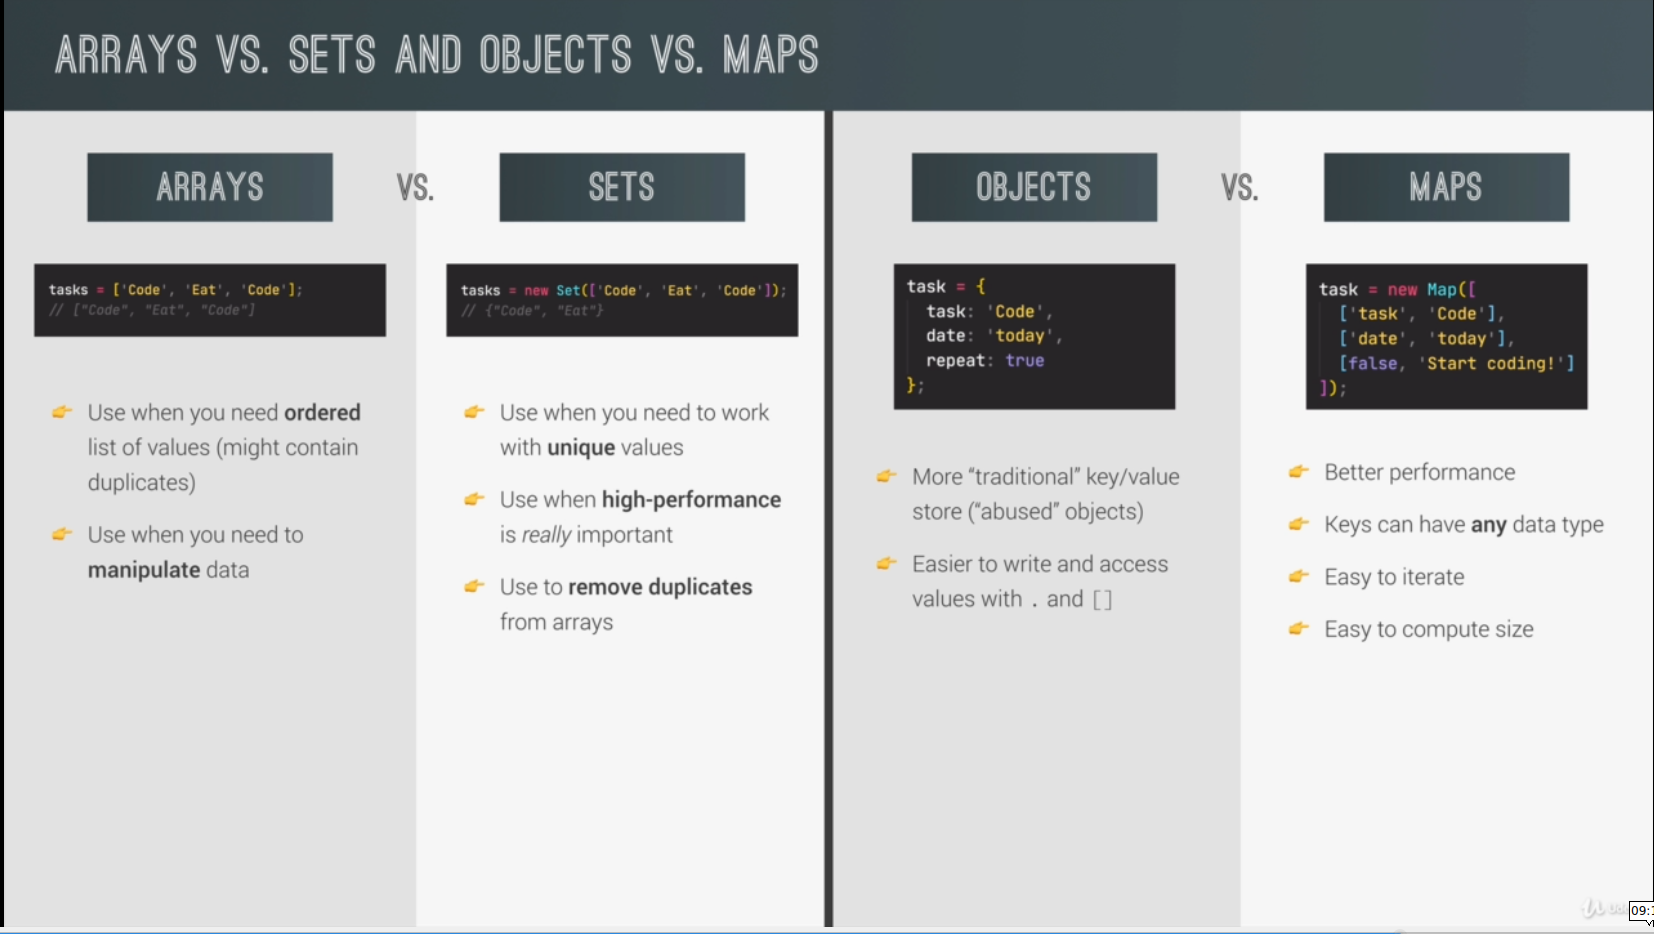 ARRAYS VS. SETS AND OBJECTS VS. MAPS
ARRAYS
VS.
SETS
tasks = ['Code', 'Eat', 'Code'];
// ["Code", "Eat", "Code"]
tasks = new Set(['Code', 'Eat', 'Code']);
// {"Code", "Eat"}
👉 Use when you need ordered
list of values (might contain
duplicates)
👉 Use when you need to
manipulate data
👉 Use when you need to work
with unique values
👉 Use when high-performance
is really important
👉 Use to remove duplicates
from arrays
OBJECTS
VS.
MAPS
task = {
task: 'Code',
date: 'today',
repeat: true
};
task = new Map([
['task', 'Code'],
['date', 'today'],
[false, 'Start coding!']
]);
👉 More “traditional” key/value
store (“abused” objects)
👉 Easier to write and access
values with . and []
👉 Better performance
👉 Keys can have any data type
👉 Easy to iterate
👉 Easy to compute size